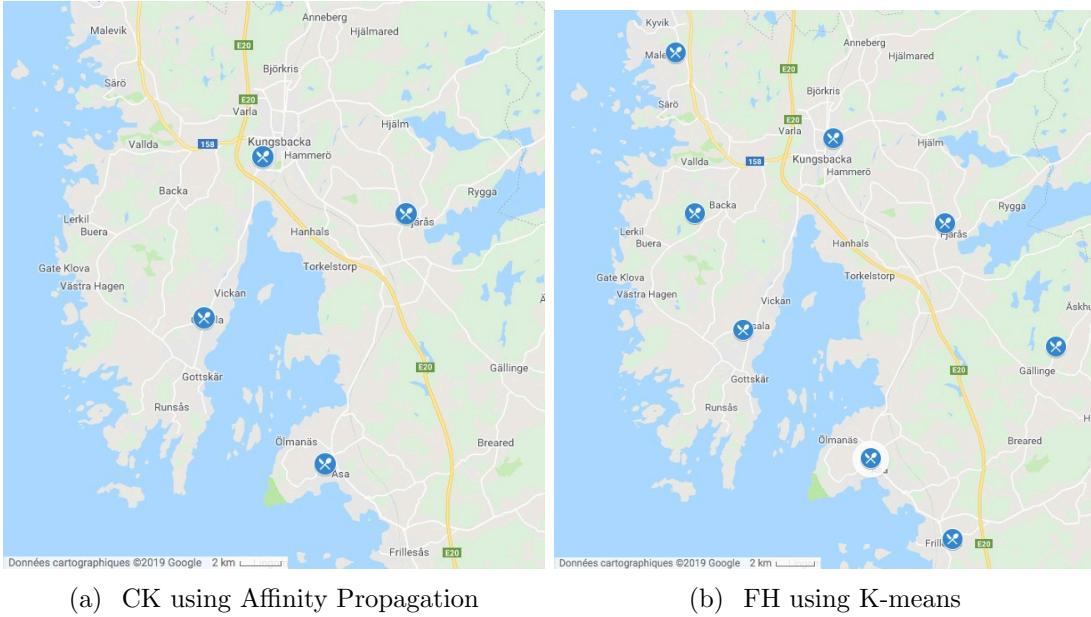 Malevik
Anneberg
Hjälmared
Särö
E20
Björkris
E20
Varla
Vallda
158
Kungsbacka
Hammerö
Hjälm
Backa
Rygga
Lerkil
Buera
Fjärås
Hanhals
Gate Klova
Torkelstorp
Västra Hagen
Vickan
Gottskär
E20
Gällinge
Runsås
Ölmanäs
Breared
Åsa
Frillesås
E20
Données cartographiques ©2019 Google 2 km
Kyvik
Anneberg
Hjälmared
E20
Särö
Björkris
Varla
Vallda
158
Kungsbacka
Hammerö
Hjälm
Backa
Rygga
Lerkil
Buera
Fjärås
Hanhals
Gate Klova
Torkelstorp
Västra Hagen
Vickan
Gottskär
E20
Gällinge
Runsås
Ölmanäs
Breared
E20
Données cartographiques ©2019 Google 2 km
(a) CK using Affinity Propagation
(b) FH using K-means